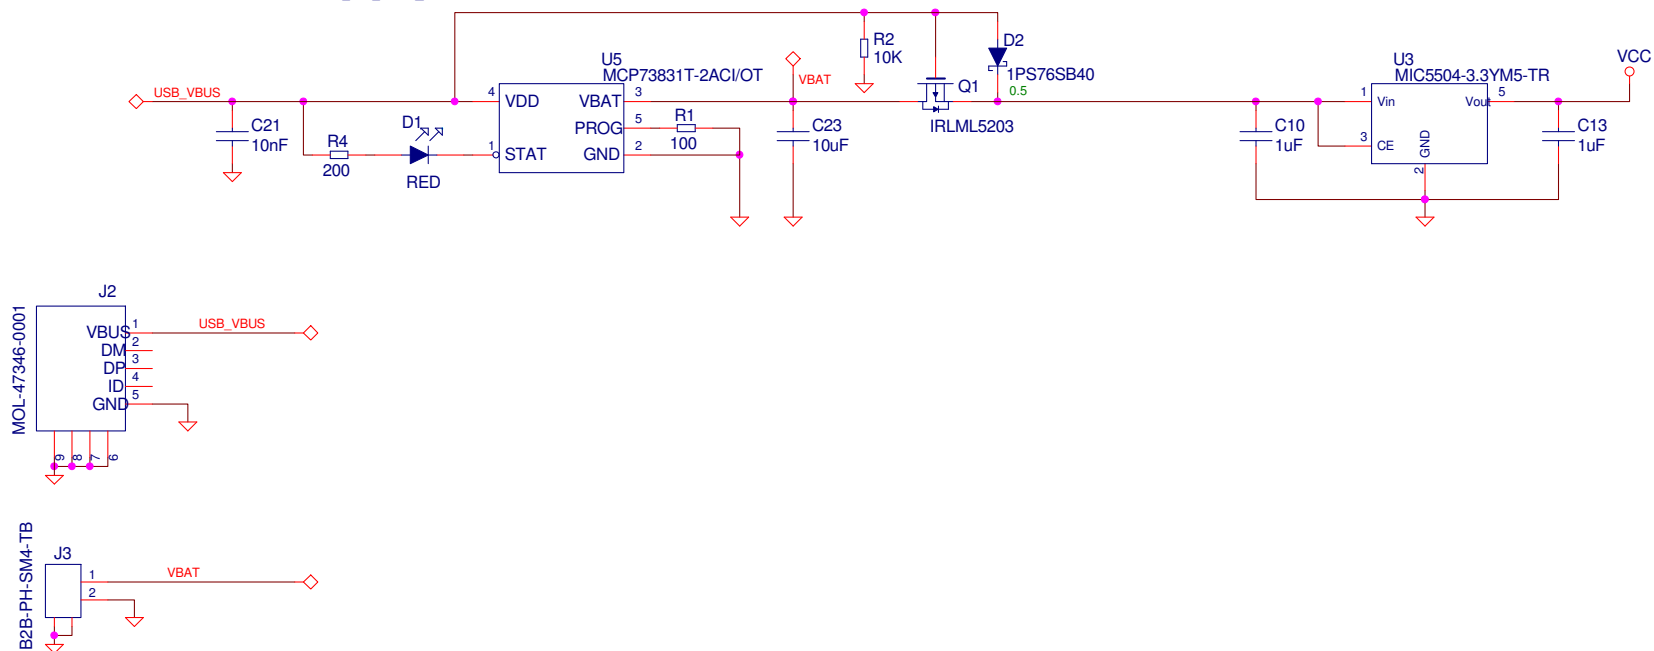 R2
10K
D2
1PS76SB40
0.5
Q1
IRLML5203
U5
MCP73831T-2ACI/OT
VBAT
USB_VBUS
4
VDD
VBAT
3
PROG
5
STAT
1
GND
2
C21
10nF
R4
200
D1
RED
R1
100
C23
10uF
C10
1uF
U3
MIC5504-3.3YM5-TR
1
Vin
Vout
5
3
CE
GND
2
C13
1uF
VCC
J2
MOL-47346-0001
VBUS
1
DM
2
DP
3
ID
4
GND
5
9
8
7
6
USB_VBUS
J3
B2B-PH-SM4-TB
1
2
VBAT